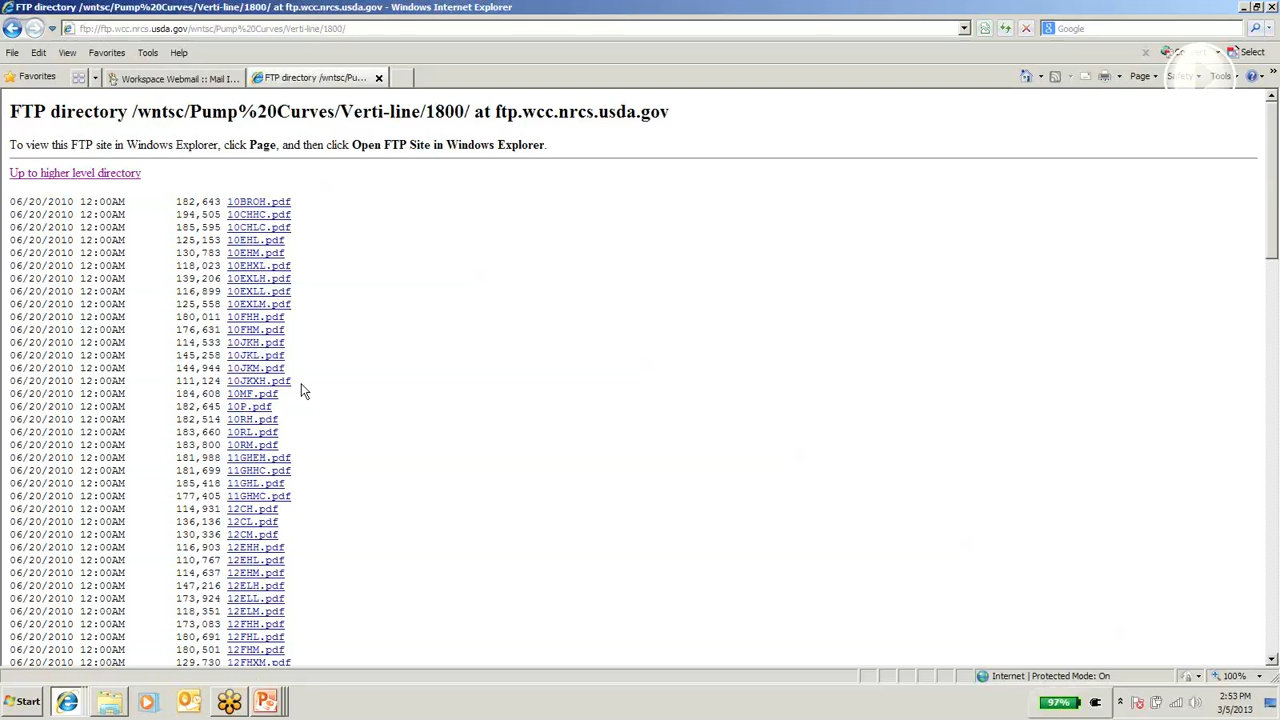 FTP directory /wntsc/Pump%20Curves/Verti-line/1800/ at ftp.wcc.nrcs.usda.gov - Windows Internet Explorer
ftp://ftp.wcc.nrcs.usda.gov/wntsc/Pump%20Curves/Verti-line/1800/
Google
File Edit View Favorites Tools Help
Convert Select
Favorites
Workspace Webmail :: Mail I...
FTP directory /wntsc/Pu...
Page Safety Tools
FTP directory /wntsc/Pump%20Curves/Verti-line/1800/ at ftp.wcc.nrcs.usda.gov
To view this FTP site in Windows Explorer, click Page, and then click Open FTP Site in Windows Explorer.
Up to higher level directory
06/20/2010 12:00AM 182,643 10BROH.pdf
06/20/2010 12:00AM 194,505 10CHHC.pdf
06/20/2010 12:00AM 185,595 10CHLC.pdf
06/20/2010 12:00AM 125,153 10EHL.pdf
06/20/2010 12:00AM 130,783 10EHM.pdf
06/20/2010 12:00AM 118,023 10EHXL.pdf
06/20/2010 12:00AM 139,206 10EXLH.pdf
06/20/2010 12:00AM 116,899 10EXLL.pdf
06/20/2010 12:00AM 125,558 10EXLM.pdf
06/20/2010 12:00AM 180,011 10FHH.pdf
06/20/2010 12:00AM 176,631 10FHM.pdf
06/20/2010 12:00AM 114,533 10JKH.pdf
06/20/2010 12:00AM 145,258 10JKL.pdf
06/20/2010 12:00AM 144,944 10JKM.pdf
06/20/2010 12:00AM 111,124 10JKXH.pdf
06/20/2010 12:00AM 184,608 10MF.pdf
06/20/2010 12:00AM 182,645 10P.pdf
06/20/2010 12:00AM 182,514 10RH.pdf
06/20/2010 12:00AM 183,660 10RL.pdf
06/20/2010 12:00AM 183,800 10RM.pdf
06/20/2010 12:00AM 181,988 11GHEH.pdf
06/20/2010 12:00AM 181,699 11GHHC.pdf
06/20/2010 12:00AM 185,418 11GHL.pdf
06/20/2010 12:00AM 177,405 11GHMC.pdf
06/20/2010 12:00AM 114,931 12CH.pdf
06/20/2010 12:00AM 136,136 12CL.pdf
06/20/2010 12:00AM 130,336 12CM.pdf
06/20/2010 12:00AM 116,903 12EHH.pdf
06/20/2010 12:00AM 110,767 12EHL.pdf
06/20/2010 12:00AM 114,637 12EHM.pdf
06/20/2010 12:00AM 147,216 12ELH.pdf
06/20/2010 12:00AM 173,924 12ELL.pdf
06/20/2010 12:00AM 118,351 12ELM.pdf
06/20/2010 12:00AM 173,083 12FHH.pdf
06/20/2010 12:00AM 180,691 12FHL.pdf
06/20/2010 12:00AM 180,501 12FHM.pdf
06/20/2010 12:00AM 129,730 12FHXM.pdf
Internet | Protected Mode: On
100%
Start
97%
2:53 PM
3/5/2013